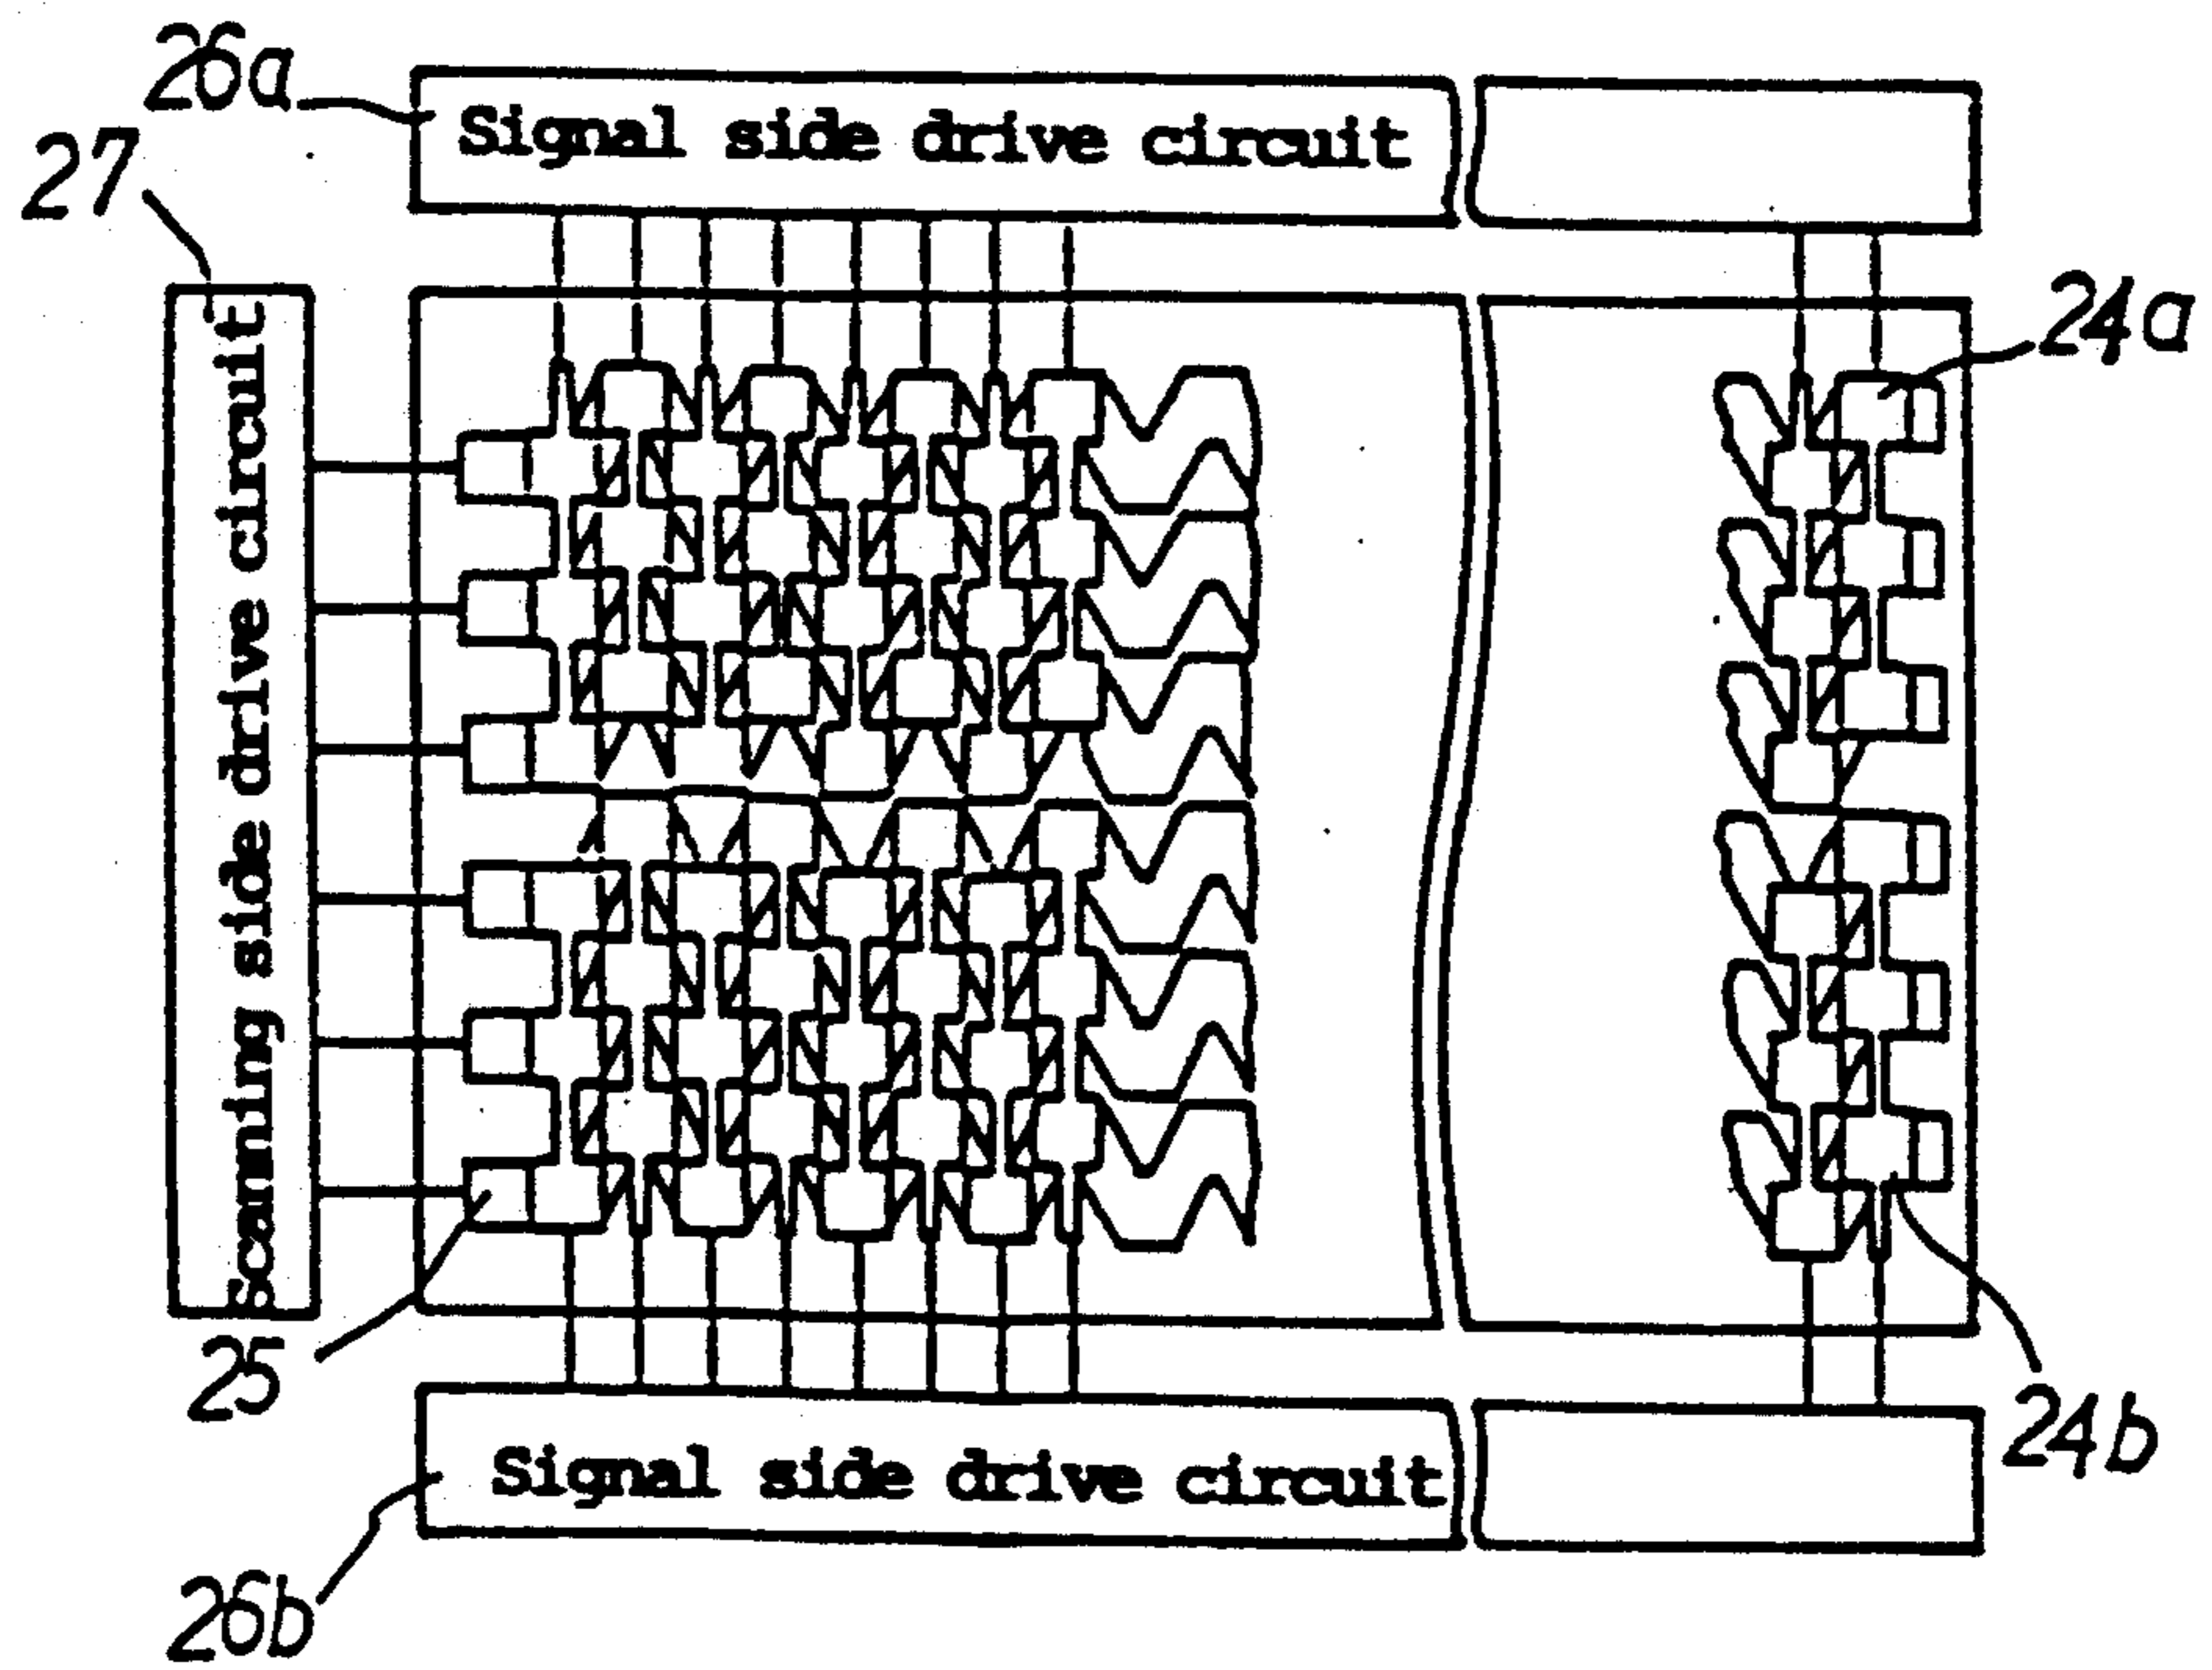 26a
Signal side drive circuit
27
24a
Scanning side drive circuit
25
24b
Signal side drive circuit
26b